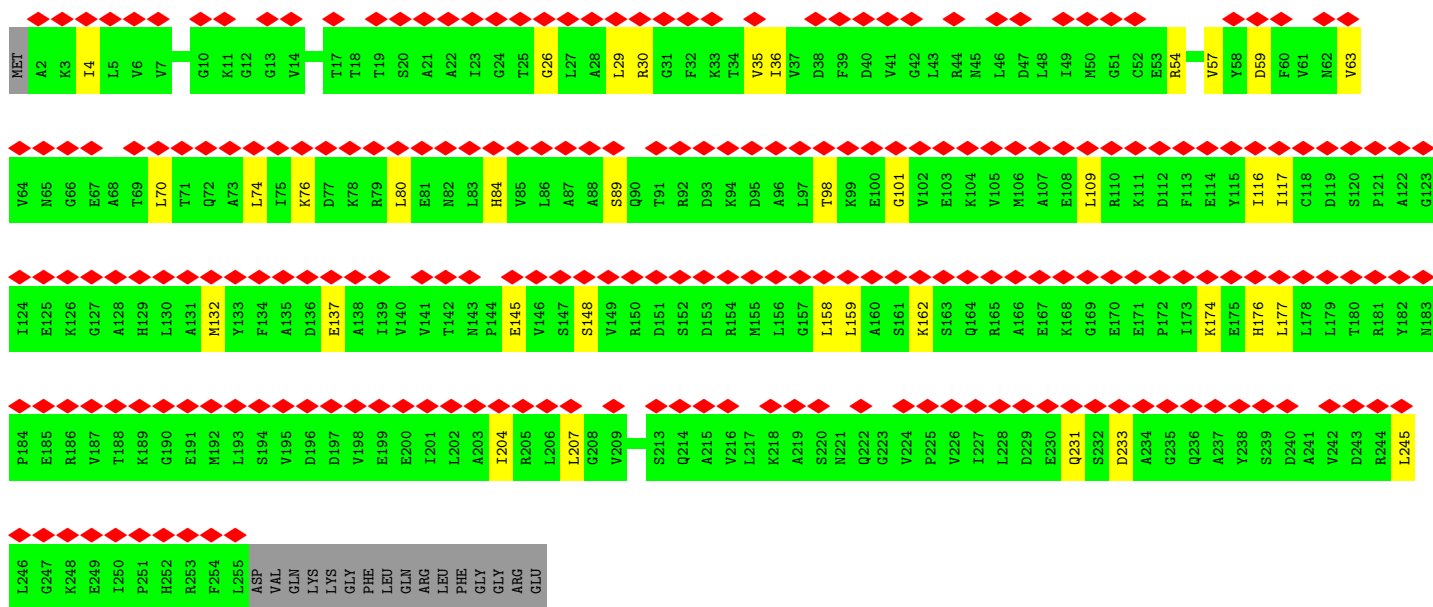 MET A2 K3 I4 L5 V6 V7 G10 K11 G12 G13 V14 T17 T18 T19 S20 A21 A22 I23 G24 T25 G26 L27 A28 L29 R30 G31 F32 K33 T34 V35 I36 V37 D38 F39 D40 V41 G42 L43 R44 N45 L46 D47 L48 I49 M50 G51 C52 E53 R54 V57 Y58 D59 F60 V61 N62 V63
V64 N65 G66 E67 A68 T69 L70 T71 Q72 A73 L74 I75 K76 D77 K78 R79 L80 E81 N82 L83 H84 V85 L86 A87 A88 S89 Q90 T91 R92 D93 K94 D95 A96 L97 T98 K99 E100 G101 V102 E103 K104 V105 M106 A107 E108 L109 R110 K111 D112 F113 E114 Y115 I116 I117 C118 D119 S120 P121 A122 G123
I124 E125 K126 G127 A128 H129 L130 A131 M132 Y133 F134 A135 D136 E137 A138 I139 V140 V141 T142 N143 P144 E145 V146 S147 S148 V149 R150 D151 S152 D153 R154 M155 L156 G157 L158 L159 A160 S161 K162 S163 Q164 R165 A166 E167 K168 G169 E170 E171 P172 I173 K174 E175 H176 L177 L178 L179 T180 R181 Y182 N183
P184 E185 R186 V187 T188 K189 G190 E191 M192 L193 S194 V195 D196 D197 V198 E199 E200 I201 L202 A203 I204 R205 L206 L207 G208 V209 S213 Q214 A215 V216 L217 K218 A219 S220 N221 Q222 G223 V224 P225 V226 I227 L228 D229 E230 Q231 S232 D233 A234 G235 Q236 A237 Y238 S239 D240 A241 V242 D243 R244 L245
L246 G247 K248 E249 I250 P251 H252 R253 F254 L255 ASP VAL GLN LYS LYS GLY PHE LEU GLN ARG LEU PHE GLY GLY ARG GLU